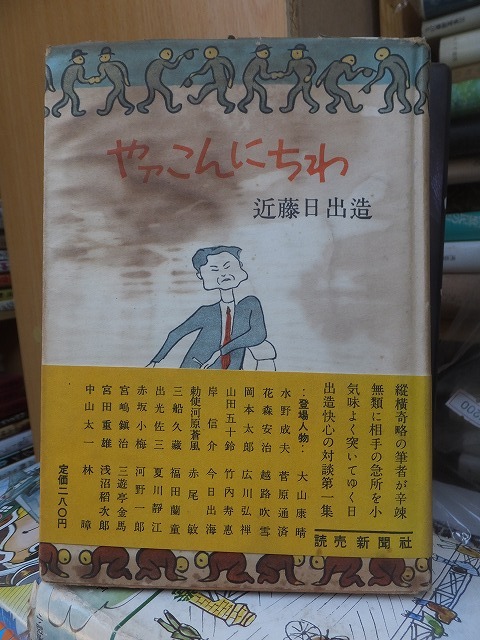 やァこんにちわ
近藤日出造
縦横奇略の筆者が辛辣
無類に相手の急所を小
気味よく突いてゆく日
出造快心の対談第一集
:登場人物:
大山康晴
水野成夫 菅原通済
花森安治 越路吹雪
岡本太郎 広川弘禅
山田五十鈴 竹内寿恵
岸信介 今日出海
勅使河原蒼風 赤尾敏
三船久蔵 福田蘭童
出光佐三 夏川静江
赤坂小梅 河野一郎
宮嶋鎮治 三遊亭金馬
宮田重雄 浅沼稲次郎
中山太一 林髞
定価二八〇円
読売新聞社